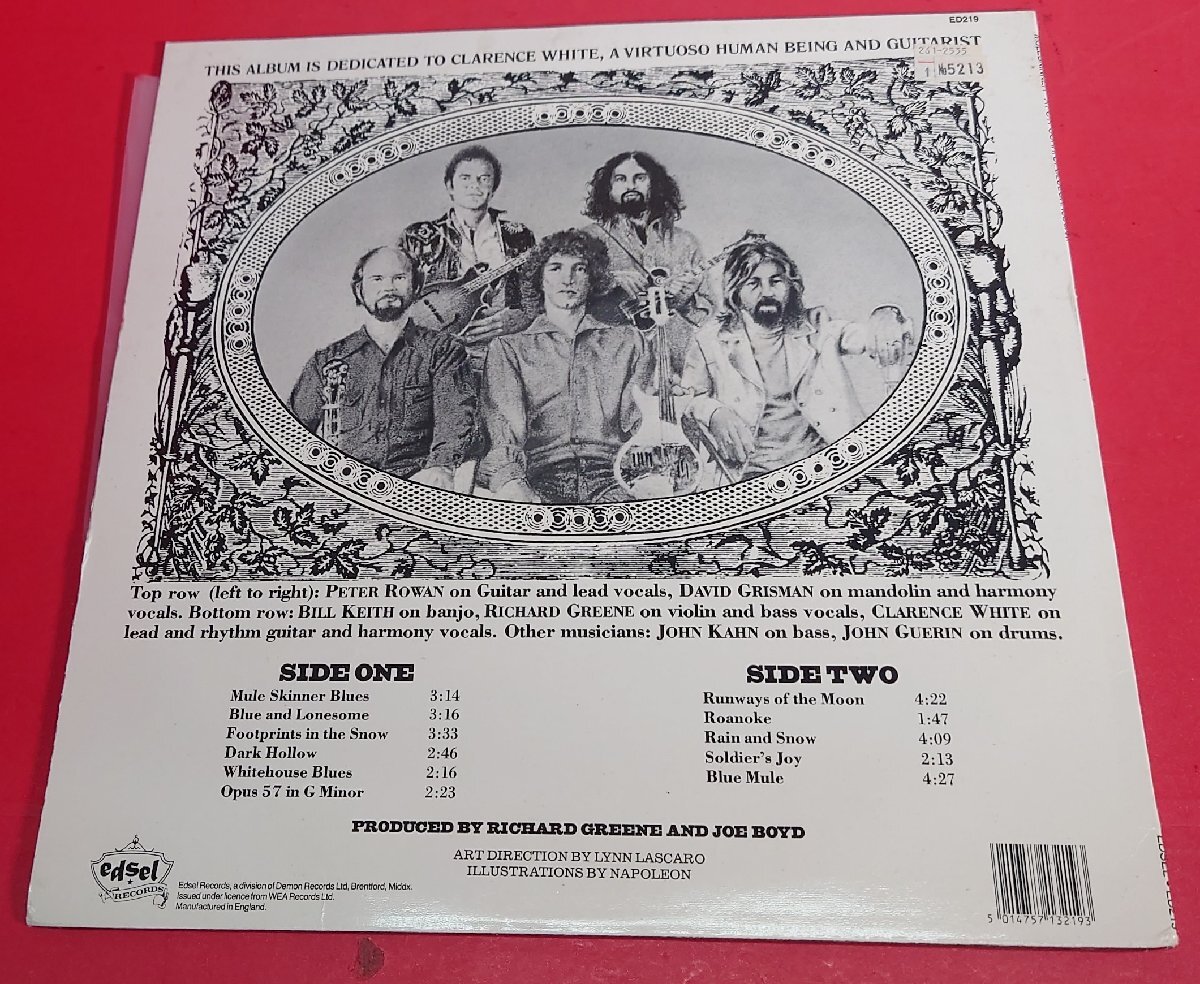 ED219
THIS ALBUM IS DEDICATED TO CLARENCE WHITE, A VIRTUOSO HUMAN BEING AND GUITARIST
261-2535
1 №5213
Top row (left to right): PETER ROWAN on Guitar and lead vocals, DAVID GRISMAN on mandolin and harmony
vocals. Bottom row: BILL KEITH on banjo, RICHARD GREENE on violin and bass vocals, CLARENCE WHITE on
lead and rhythm guitar and harmony vocals. Other musicians: JOHN KAHN on bass, JOHN GUERIN on drums.
SIDE ONE
Mule Skinner Blues 3:14
Blue and Lonesome 3:16
Footprints in the Snow 3:33
Dark Hollow 2:46
Whitehouse Blues 2:16
Opus 57 in G Minor 2:23
SIDE TWO
Runways of the Moon 4:22
Roanoke 1:47
Rain and Snow 4:09
Soldier's Joy 2:13
Blue Mule 4:27
PRODUCED BY RICHARD GREENE AND JOE BOYD
ART DIRECTION BY LYNN LASCARO
ILLUSTRATIONS BY NAPOLEON
edsel
RECORDS
Edsel Records, a division of Demon Records Ltd, Brentford, Middx.
Issued under licence from WEA Records Ltd.
Manufactured in England.
5 014757 132193